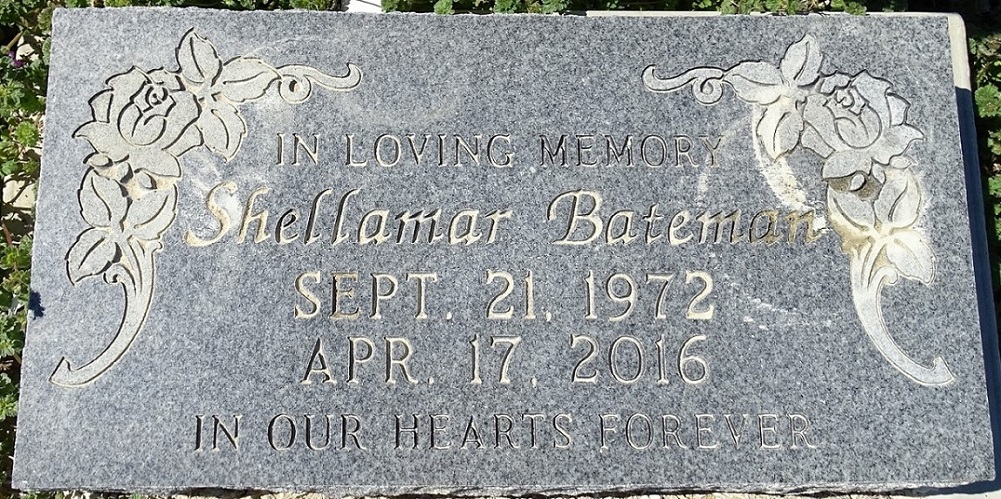 IN LOVING MEMORY
Shellamar Bateman
SEPT. 21, 1972
APR. 17, 2016
IN OUR HEARTS FOREVER